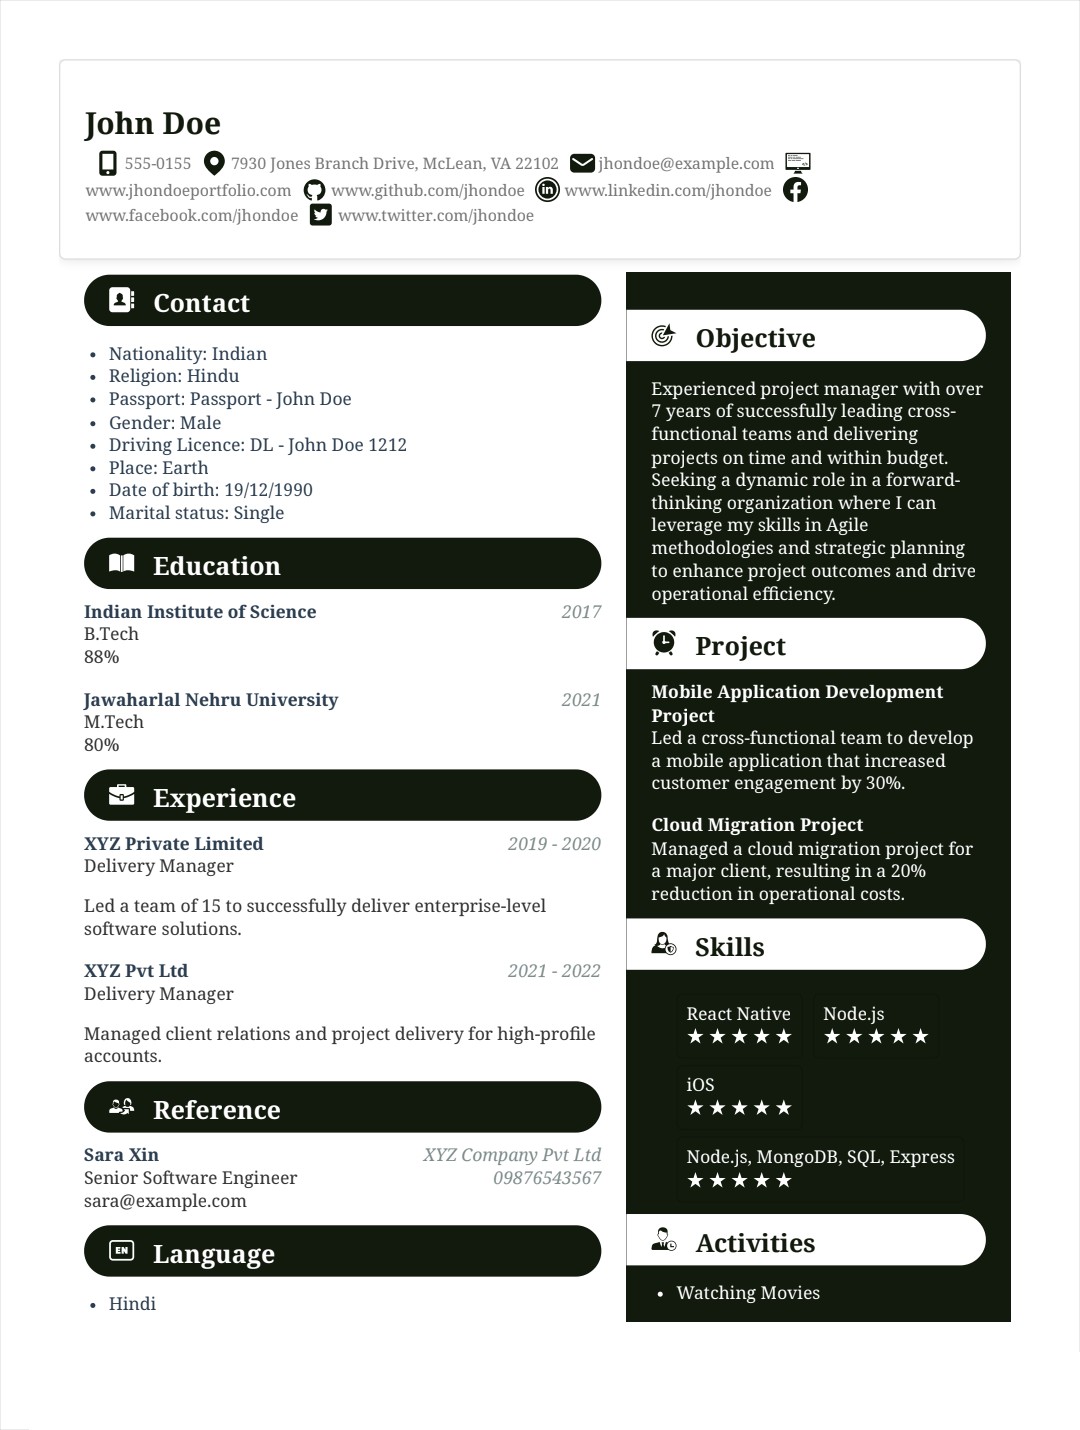 John Doe
555-0155 7930 Jones Branch Drive, McLean, VA 22102 jhondoe@example.com
www.jhondoeportfolio.com www.github.com/jhondoe www.linkedin.com/jhondoe
www.facebook.com/jhondoe www.twitter.com/jhondoe
Contact
• Nationality: Indian
• Religion: Hindu
• Passport: Passport - John Doe
• Gender: Male
• Driving Licence: DL - John Doe 1212
• Place: Earth
• Date of birth: 19/12/1990
• Marital status: Single
Education
Indian Institute of Science 2017
B.Tech
88%
Jawaharlal Nehru University 2021
M.Tech
80%
Experience
XYZ Private Limited 2019 - 2020
Delivery Manager
Led a team of 15 to successfully deliver enterprise-level
software solutions.
XYZ Pvt Ltd 2021 - 2022
Delivery Manager
Managed client relations and project delivery for high-profile
accounts.
Reference
Sara Xin XYZ Company Pvt Ltd
Senior Software Engineer 09876543567
sara@example.com
EN Language
• Hindi
Objective
Experienced project manager with over
7 years of successfully leading cross-
functional teams and delivering
projects on time and within budget.
Seeking a dynamic role in a forward-
thinking organization where I can
leverage my skills in Agile
methodologies and strategic planning
to enhance project outcomes and drive
operational efficiency.
Project
Mobile Application Development
Project
Led a cross-functional team to develop
a mobile application that increased
customer engagement by 30%.
Cloud Migration Project
Managed a cloud migration project for
a major client, resulting in a 20%
reduction in operational costs.
Skills
React Native Node.js
★★★★★ ★★★★★
iOS
★★★★★
Node.js, MongoDB, SQL, Express
★★★★★
Activities
• Watching Movies